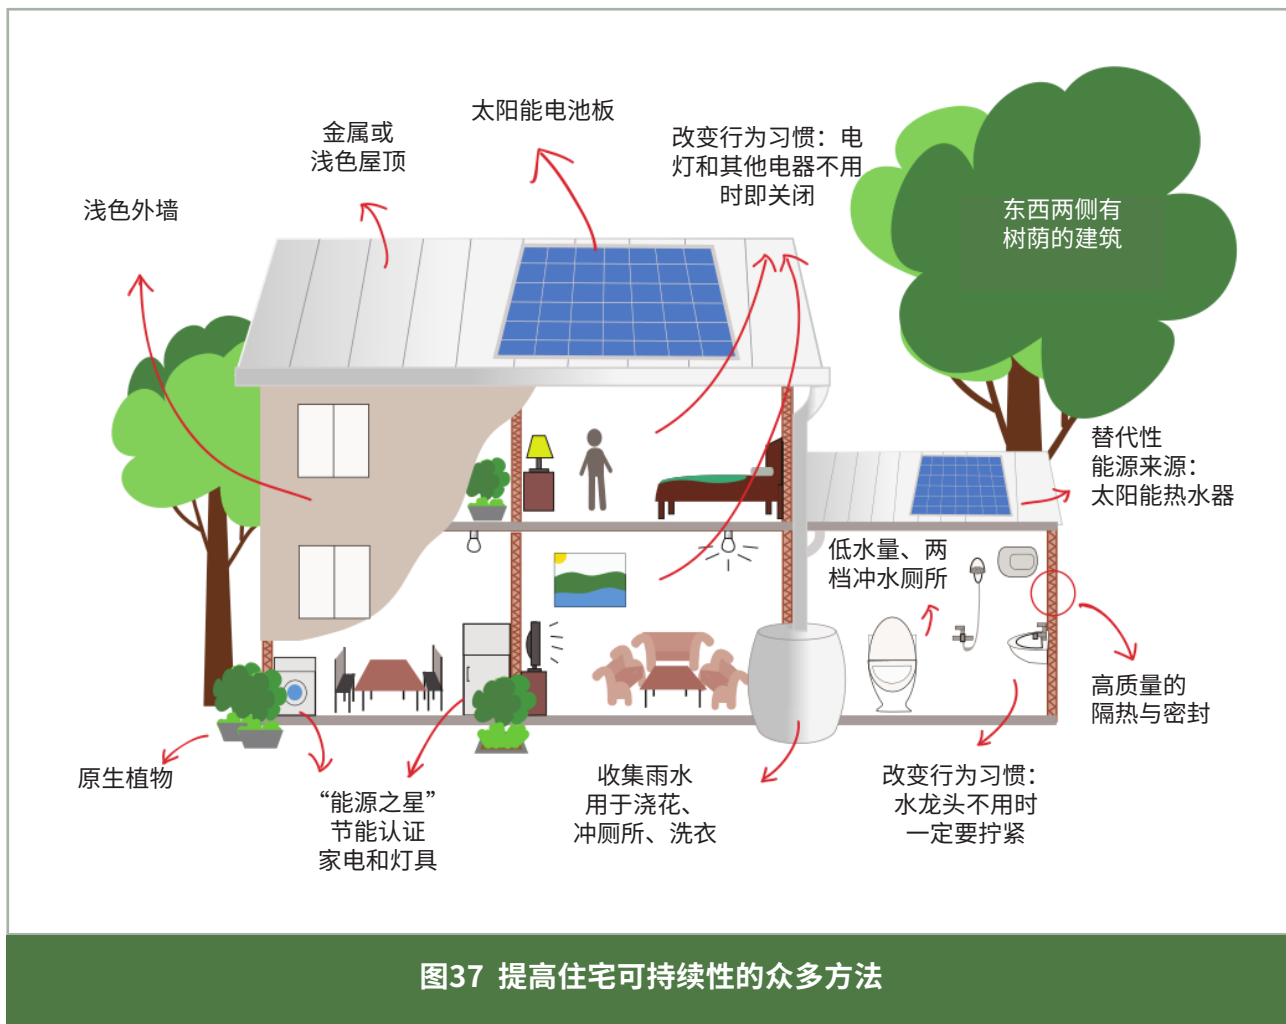 太阳能电池板
金属或
浅色屋顶
改变行为习惯：电
灯和其他电器不用
时即关闭
浅色外墙
东西两侧有
树荫的建筑
替代性
能源来源：
太阳能热水器
低水量、两
档冲水厕所
高质量的
隔热与密封
原生植物
“能源之星”
节能认证
家电和灯具
收集雨水
用于浇花、
冲厕所、洗衣
改变行为习惯：
水龙头不用时
一定要拧紧
图37 提高住宅可持续性的众多方法